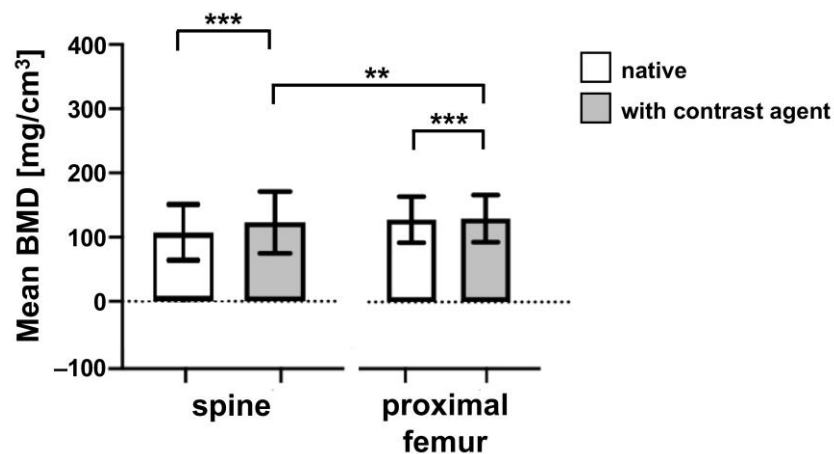 ***
**
***
400
300
200
100
0
–100
Mean BMD [mg/cm³]
native
with contrast agent
spine
proximal
femur